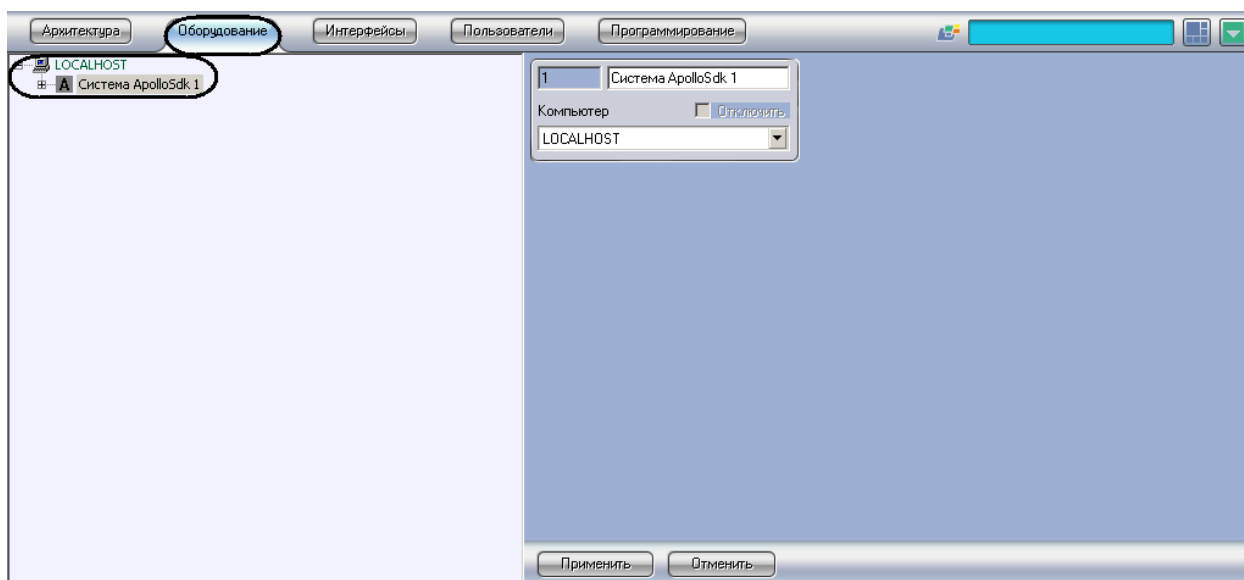 Архитектура Оборудование Интерфейсы Пользователи Программирование
LOCALHOST
Система ApolloSdk 1
1 Система ApolloSdk 1
Компьютер Отключить
LOCALHOST
Применить Отменить